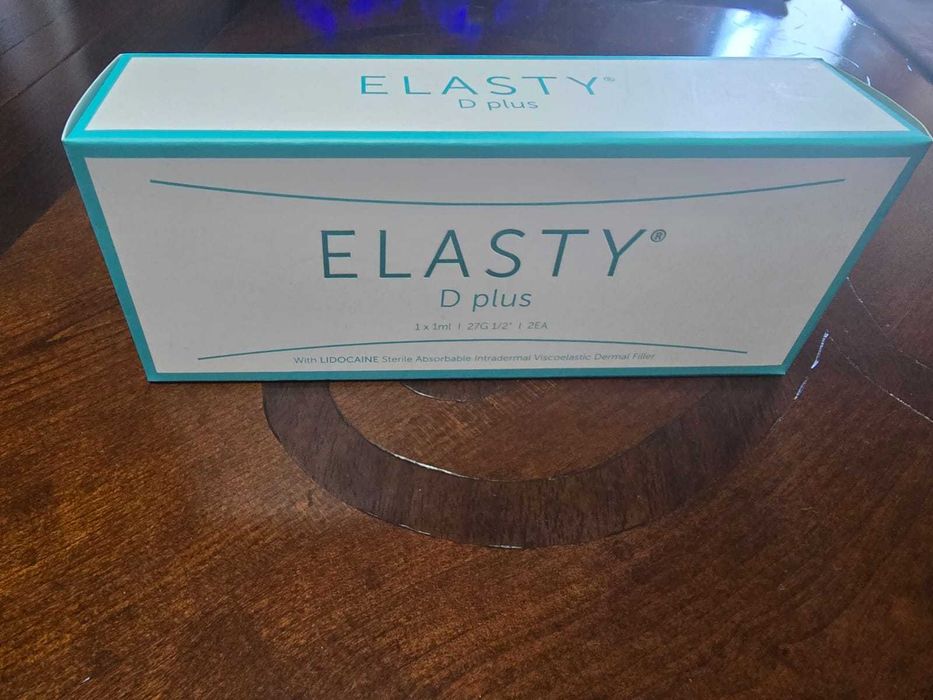 ELASTY®
D plus
ELASTY®
D plus
1 x 1ml | 27G 1/2" | 2EA
With LIDOCAINE Sterile Absorbable Intradermal Viscoelastic Dermal Filler